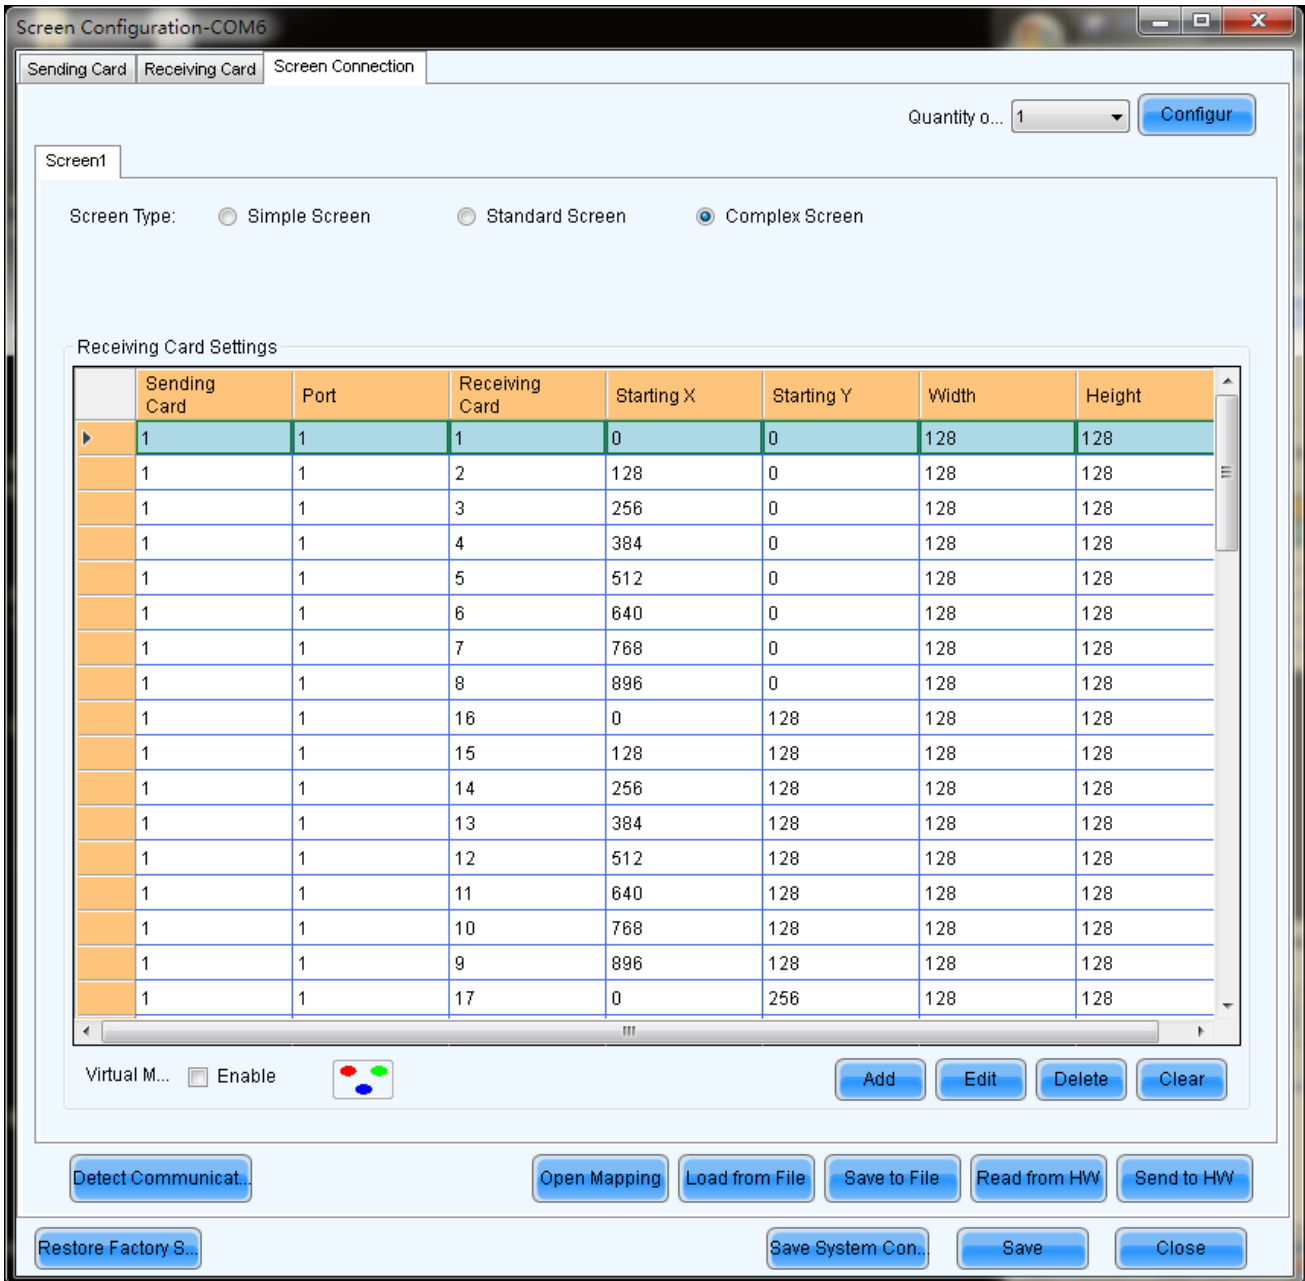 Screen Configuration-COM6
Sending Card Receiving Card Screen Connection
Quantity o... 1 Configur
Screen1
Screen Type: Simple Screen Standard Screen Complex Screen
Receiving Card Settings
Sending Card Port Receiving Card Starting X Starting Y Width Height
1 1 1 0 0 128 128
1 1 2 128 0 128 128
1 1 3 256 0 128 128
1 1 4 384 0 128 128
1 1 5 512 0 128 128
1 1 6 640 0 128 128
1 1 7 768 0 128 128
1 1 8 896 0 128 128
1 1 16 0 128 128 128
1 1 15 128 128 128 128
1 1 14 256 128 128 128
1 1 13 384 128 128 128
1 1 12 512 128 128 128
1 1 11 640 128 128 128
1 1 10 768 128 128 128
1 1 9 896 128 128 128
1 1 17 0 256 128 128
Virtual M... Enable Add Edit Delete Clear
Detect Communicat... Open Mapping Load from File Save to File Read from HW Send to HW
Restore Factory S... Save System Con... Save Close